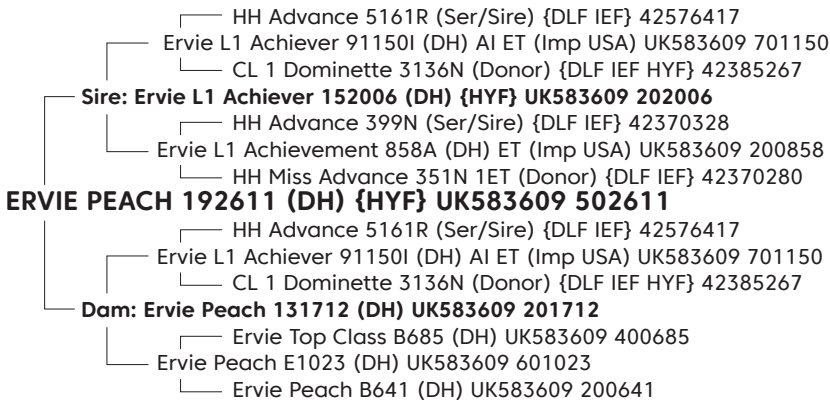 HH Advance 5161R (Ser/Sire) {DLF IEF} 42576417
Ervie L1 Achiever 91150I (DH) AI ET (Imp USA) UK583609 701150
CL 1 Dominette 3136N (Donor) {DLF IEF HYF} 42385267
Sire: Ervie L1 Achiever 152006 (DH) {HYF} UK583609 202006
HH Advance 399N (Ser/Sire) {DLF IEF} 42370328
Ervie L1 Achievement 858A (DH) ET (Imp USA) UK583609 200858
HH Miss Advance 351N 1ET (Donor) {DLF IEF} 42370280
ERVIE PEACH 192611 (DH) {HYF} UK583609 502611
HH Advance 5161R (Ser/Sire) {DLF IEF} 42576417
Ervie L1 Achiever 91150I (DH) AI ET (Imp USA) UK583609 701150
CL 1 Dominette 3136N (Donor) {DLF IEF HYF} 42385267
Dam: Ervie Peach 131712 (DH) UK583609 201712
Ervie Top Class B685 (DH) UK583609 400685
Ervie Peach E1023 (DH) UK583609 601023
Ervie Peach B641 (DH) UK583609 200641